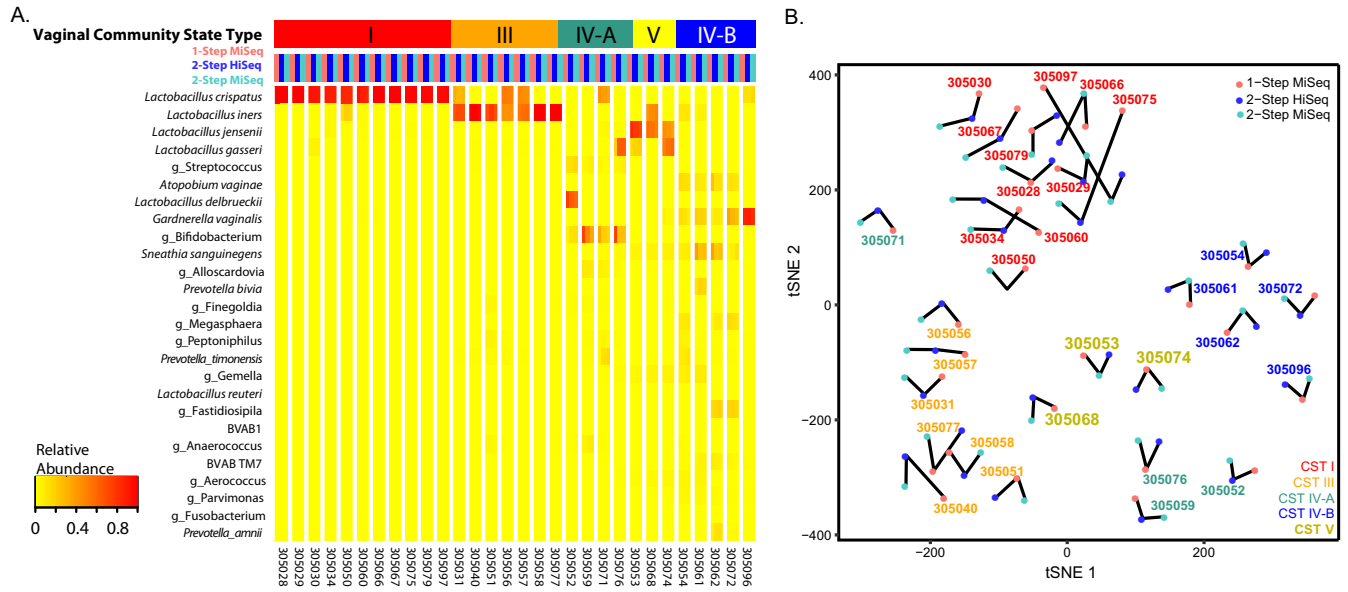 A.
Vaginal Community State Type
I
III
IV-A
V
IV-B
1-Step MiSeq
2-Step HiSeq
2-Step MiSeq
Lactobacillus crispatus
Lactobacillus iners
Lactobacillus jensenii
Lactobacillus gasseri
g_Streptococcus
Atopobium vaginae
Lactobacillus delbrueckii
Gardnerella vaginalis
g_Bifidobacterium
Sneathia sanguinegens
g_Alloscardovia
Prevotella bivia
g_Finegoldia
g_Megasphaera
g_Peptoniphilus
Prevotella_timonensis
g_Gemella
Lactobacillus reuteri
g_Fastidiosipila
BVAB1
g_Anaerococcus
BVAB TM7
g_Aerococcus
g_Parvimonas
g_Fusobacterium
Prevotella_amnii
Relative
Abundance
0 0.4 0.8
305028
305029
305030
305034
305050
305060
305066
305067
305075
305079
305097
305031
305040
305051
305056
305057
305058
305077
305052
305059
305071
305076
305053
305068
305074
305054
305061
305062
305072
305096
B.
tSNE 2
400
200
0
−200
−400
−200 0 200
tSNE 1
1−Step MiSeq
2−Step HiSeq
2−Step MiSeq
305030
305097
305066
305075
305067
305079
305028
305029
305034
305060
305071
305050
305054
305061
305072
305062
305056
305057
305031
305053
305074
305096
305068
305077
305058
305051
305040
305076
305052
305059
CST I
CST III
CST IV-A
CST IV-B
CST V